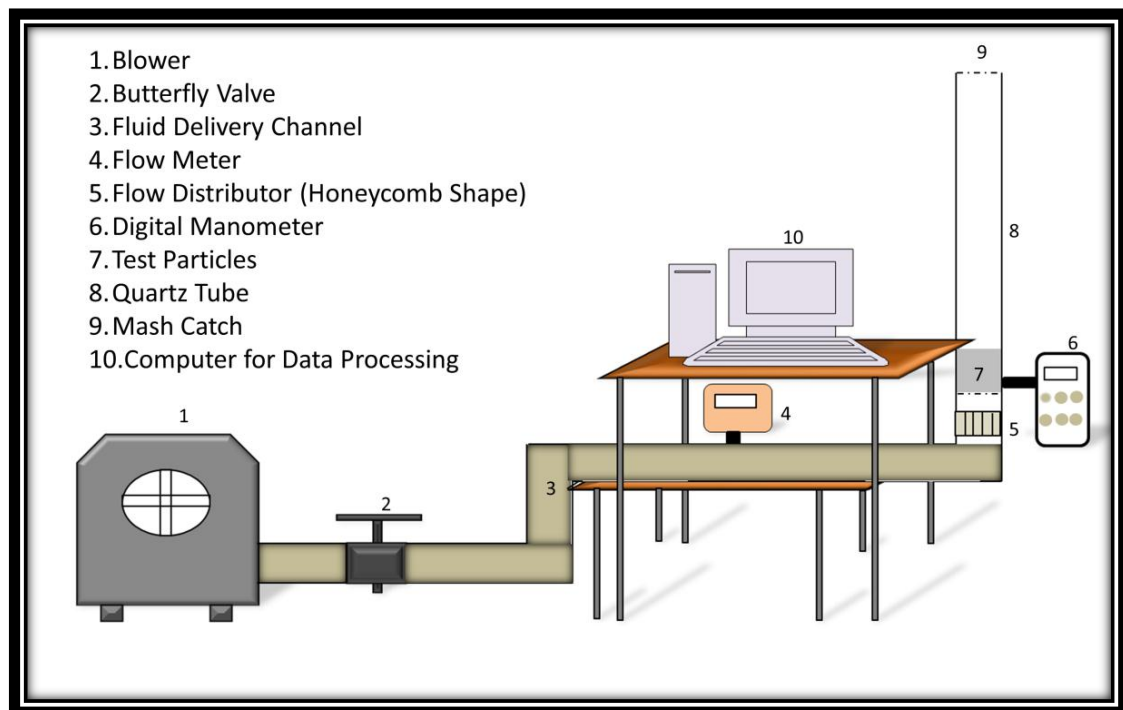 1.Blower
2.Butterfly Valve
3.Fluid Delivery Channel
4.Flow Meter
5.Flow Distributor (Honeycomb Shape)
6.Digital Manometer
7.Test Particles
8.Quartz Tube
9.Mash Catch
10.Computer for Data Processing
9
8
10
6
7
4
5
1
3
2